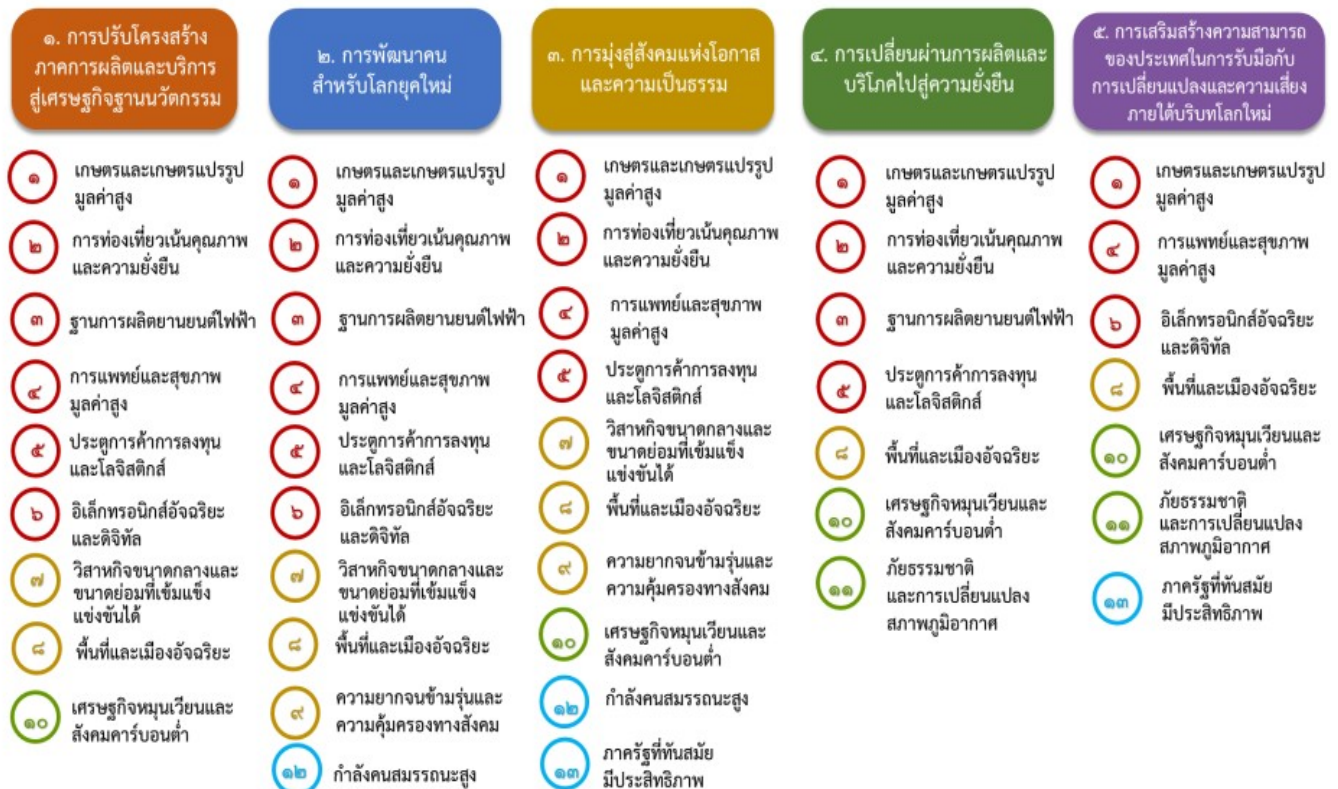 ๑. การปรับโครงสร้าง
ภาคการผลิตและบริการ
สู่เศรษฐกิจฐานนวัตกรรม
๑
เกษตรและเกษตรแปรรูป
มูลค่าสูง
๒
การท่องเที่ยวเน้นคุณภาพ
และความยั่งยืน
๓
ฐานการผลิตยานยนต์ไฟฟ้า
๔
การแพทย์และสุขภาพ
มูลค่าสูง
๕
ประตูการค้าการลงทุน
และโลจิสติกส์
๖
อิเล็กทรอนิกส์อัจฉริยะ
และดิจิทัล
๗
วิสาหกิจขนาดกลางและ
ขนาดย่อมที่เข้มแข็ง
แข่งขันได้
๘
พื้นที่และเมืองอัจฉริยะ
๑๐
เศรษฐกิจหมุนเวียนและ
สังคมคาร์บอนต่ำ
๒. การพัฒนาคน
สำหรับโลกยุคใหม่
๑
เกษตรและเกษตรแปรรูป
มูลค่าสูง
๒
การท่องเที่ยวเน้นคุณภาพ
และความยั่งยืน
๓
ฐานการผลิตยานยนต์ไฟฟ้า
๔
การแพทย์และสุขภาพ
มูลค่าสูง
๕
ประตูการค้าการลงทุน
และโลจิสติกส์
๖
อิเล็กทรอนิกส์อัจฉริยะ
และดิจิทัล
๗
วิสาหกิจขนาดกลางและ
ขนาดย่อมที่เข้มแข็ง
แข่งขันได้
๘
พื้นที่และเมืองอัจฉริยะ
๙
ความยากจนข้ามรุ่นและ
ความคุ้มครองทางสังคม
๑๒
กำลังคนสมรรถนะสูง
๓. การมุ่งสู่สังคมแห่งโอกาส
และความเป็นธรรม
๑
เกษตรและเกษตรแปรรูป
มูลค่าสูง
๒
การท่องเที่ยวเน้นคุณภาพ
และความยั่งยืน
๔
การแพทย์และสุขภาพ
มูลค่าสูง
๕
ประตูการค้าการลงทุน
และโลจิสติกส์
๗
วิสาหกิจขนาดกลางและ
ขนาดย่อมที่เข้มแข็ง
แข่งขันได้
๘
พื้นที่และเมืองอัจฉริยะ
๙
ความยากจนข้ามรุ่นและ
ความคุ้มครองทางสังคม
๑๐
เศรษฐกิจหมุนเวียนและ
สังคมคาร์บอนต่ำ
๑๒
กำลังคนสมรรถนะสูง
๑๓
ภาครัฐที่ทันสมัย
มีประสิทธิภาพ
๔. การเปลี่ยนผ่านการผลิตและ
บริโภคไปสู่ความยั่งยืน
๑
เกษตรและเกษตรแปรรูป
มูลค่าสูง
๒
การท่องเที่ยวเน้นคุณภาพ
และความยั่งยืน
๓
ฐานการผลิตยานยนต์ไฟฟ้า
๕
ประตูการค้าการลงทุน
และโลจิสติกส์
๘
พื้นที่และเมืองอัจฉริยะ
๑๐
เศรษฐกิจหมุนเวียนและ
สังคมคาร์บอนต่ำ
๑๑
ภัยธรรมชาติ
และการเปลี่ยนแปลง
สภาพภูมิอากาศ
๕. การเสริมสร้างความสามารถ
ของประเทศในการรับมือกับ
การเปลี่ยนแปลงและความเสี่ยง
ภายใต้บริบทโลกใหม่
๑
เกษตรและเกษตรแปรรูป
มูลค่าสูง
๔
การแพทย์และสุขภาพ
มูลค่าสูง
๖
อิเล็กทรอนิกส์อัจฉริยะ
และดิจิทัล
๘
พื้นที่และเมืองอัจฉริยะ
๑๐
เศรษฐกิจหมุนเวียนและ
สังคมคาร์บอนต่ำ
๑๑
ภัยธรรมชาติ
และการเปลี่ยนแปลง
สภาพภูมิอากาศ
๑๓
ภาครัฐที่ทันสมัย
มีประสิทธิภาพ